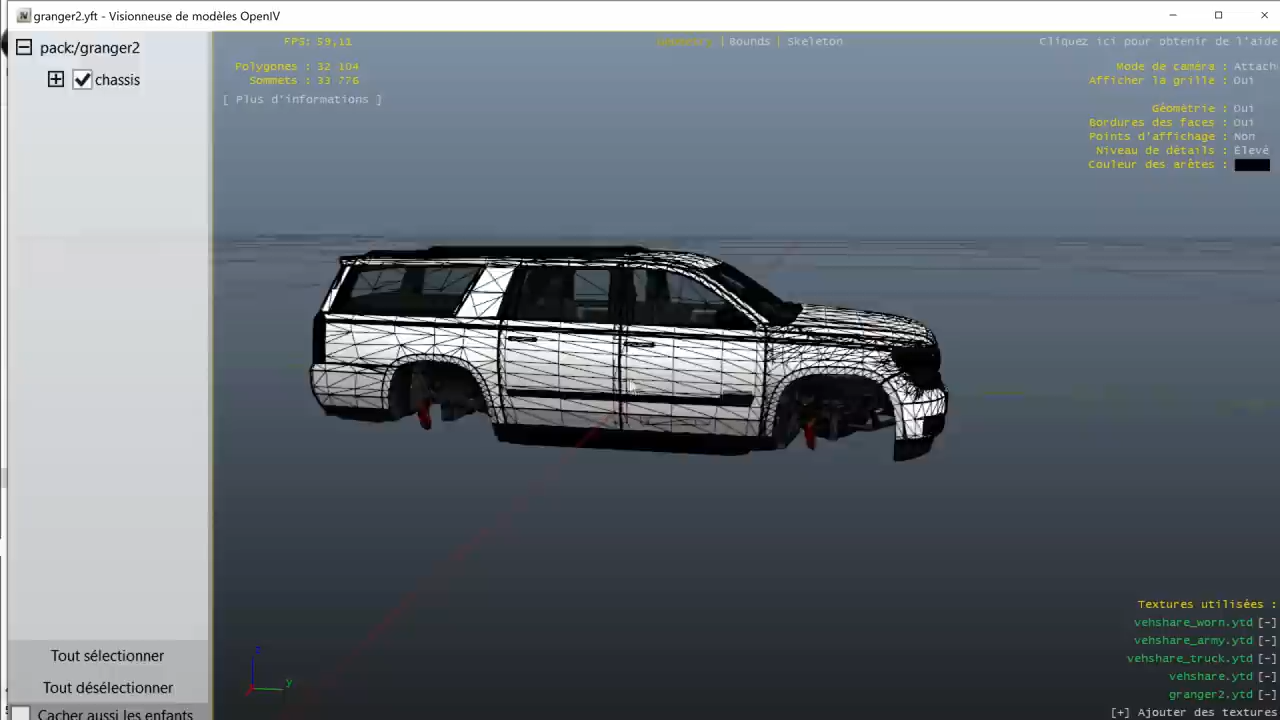 granger2.yft - Visionneuse de modèles OpenIV
pack:/granger2
chassis
FPS: 59,11
Polygones : 32 104
Sommets : 33 776
[ Plus d'informations ]
| Bounds | Skeleton
Cliquez ici pour obtenir de l'aide
Mode de caméra : Attach
Afficher la grille : Oui
Géométrie : Oui
Bordures des faces : Oui
Points d'affichage : Non
Niveau de détails : Élevé
Couleur des arêtes :
z
y
Textures utilisées :
vehshare_worn.ytd [-]
vehshare_army.ytd [-]
vehshare_truck.ytd [-]
vehshare.ytd [-]
granger2.ytd [-]
[+] Ajouter des textures
Tout sélectionner
Tout désélectionner
Cacher aussi les enfants